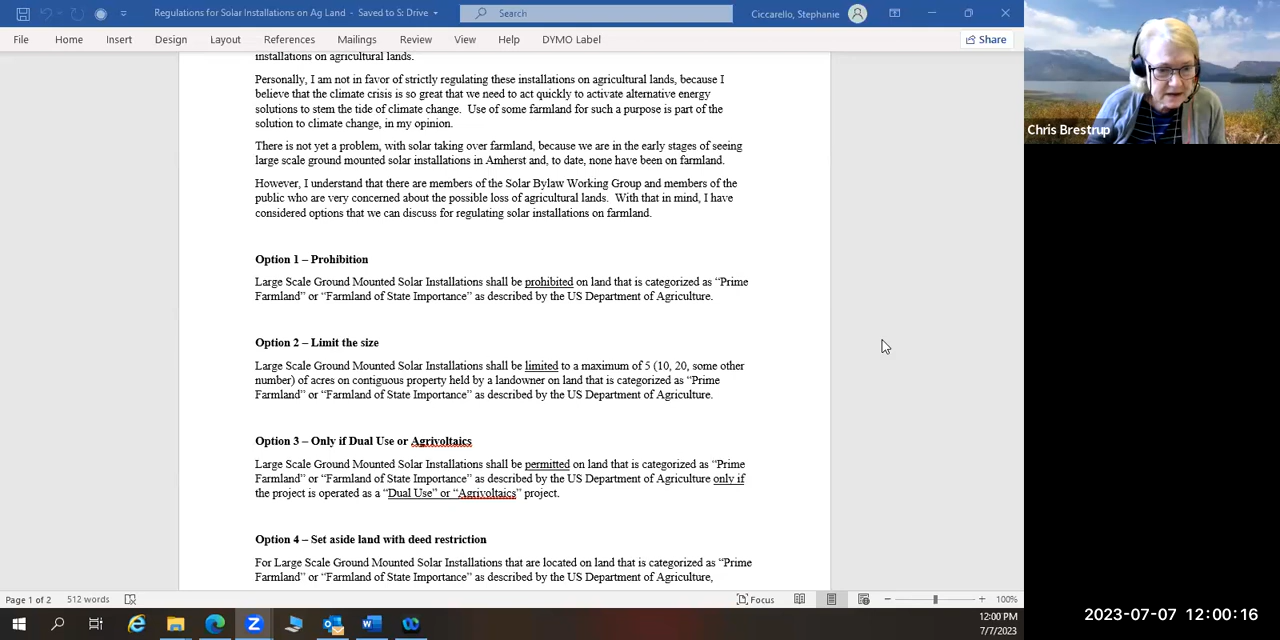 Regulations for Solar Installations on Ag Land - Saved to S: Drive
Search
Ciccarello, Stephanie
File Home Insert Design Layout References Mailings Review View Help DYMO Label
Share
installations on agricultural lands.
Personally, I am not in favor of strictly regulating these installations on agricultural lands, because I
believe that the climate crisis is so great that we need to act quickly to activate alternative energy
solutions to stem the tide of climate change. Use of some farmland for such a purpose is part of the
solution to climate change, in my opinion.
There is not yet a problem, with solar taking over farmland, because we are in the early stages of seeing
large scale ground mounted solar installations in Amherst and, to date, none have been on farmland.
However, I understand that there are members of the Solar Bylaw Working Group and members of the
public who are very concerned about the possible loss of agricultural lands. With that in mind, I have
considered options that we can discuss for regulating solar installations on farmland.
Option 1 – Prohibition
Large Scale Ground Mounted Solar Installations shall be prohibited on land that is categorized as “Prime
Farmland” or “Farmland of State Importance” as described by the US Department of Agriculture.
Option 2 – Limit the size
Large Scale Ground Mounted Solar Installations shall be limited to a maximum of 5 (10, 20, some other
number) of acres on contiguous property held by a landowner on land that is categorized as “Prime
Farmland” or “Farmland of State Importance” as described by the US Department of Agriculture.
Option 3 – Only if Dual Use or Agrivoltaics
Large Scale Ground Mounted Solar Installations shall be permitted on land that is categorized as “Prime
Farmland” or “Farmland of State Importance” as described by the US Department of Agriculture only if
the project is operated as a “Dual Use” or “Agrivoltaics” project.
Option 4 – Set aside land with deed restriction
For Large Scale Ground Mounted Solar Installations that are located on land that is categorized as “Prime
Farmland” or “Farmland of State Importance” as described by the US Department of Agriculture,
Page 1 of 2 512 words
Focus
100%
12:00 PM
7/7/2023
Chris Brestrup
2023-07-07 12:00:16